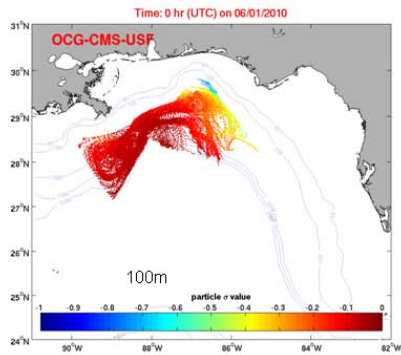 Time: 0 hr (UTC) on 06/01/2010
OCG-CMS-USF
31°N
30°N
29°N
28°N
27°N
26°N
25°N
24°N
100m
particle σ value
-1 -0.9 -0.8 -0.7 -0.6 -0.5 -0.4 -0.3 -0.2 -0.1 0
90°W 88°W 86°W 84°W 82°W